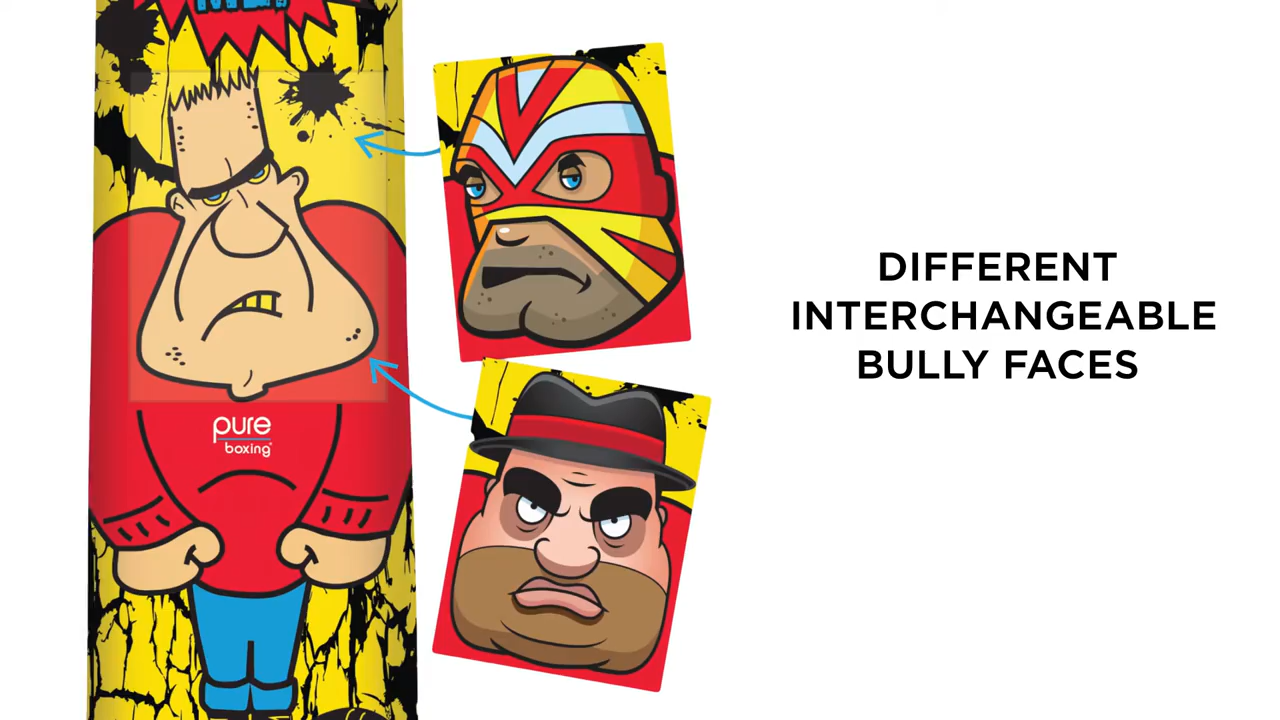 DIFFERENT
INTERCHANGEABLE
BULLY FACES
pure
boxing